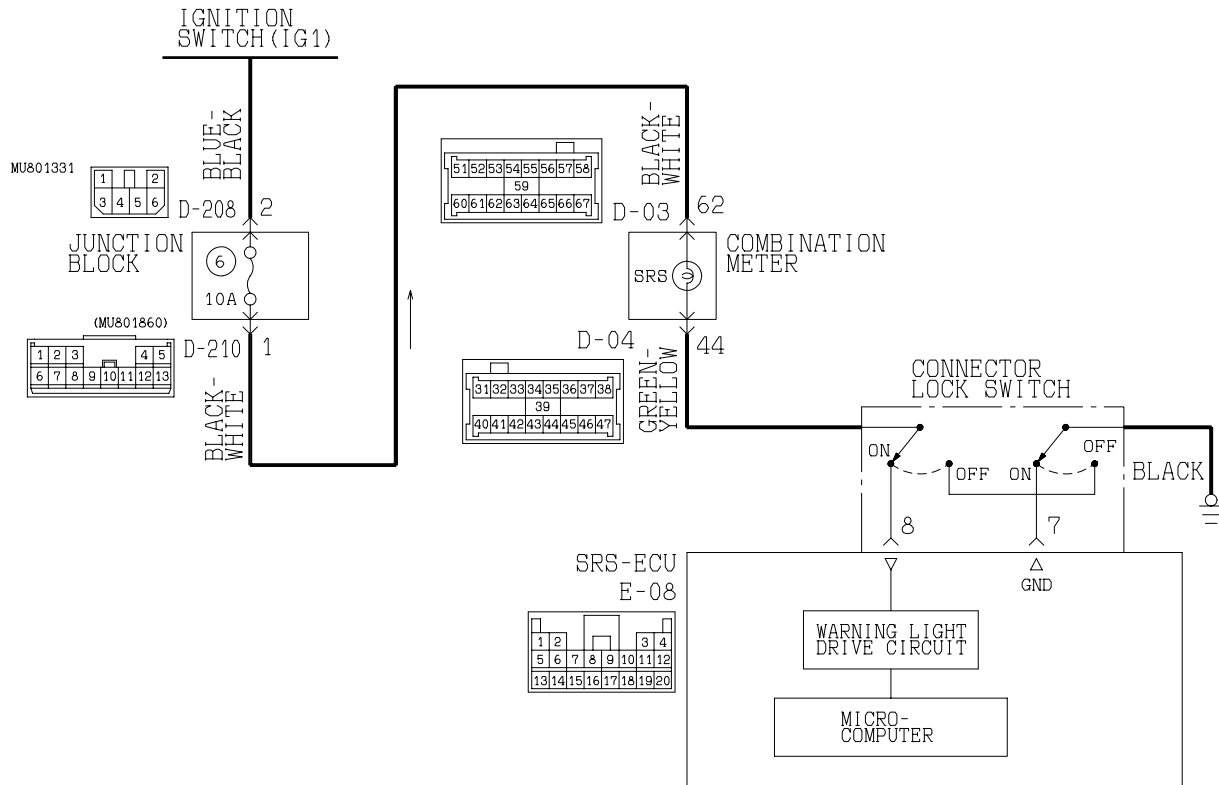 IGNITION
SWITCH(IG1)
BLUE-
BLACK
MU801331
1 2
3 4 5 6
D-208 2
JUNCTION
BLOCK
6
10A
(MU801860)
1 2 3 4 5
6 7 8 9 10 11 12 13
D-210 1
BLACK-
WHITE
51 52 53 54 55 56 57 58
59
60 61 62 63 64 65 66 67
BLACK-
WHITE
D-03 62
SRS
COMBINATION
METER
D-04 44
31 32 33 34 35 36 37 38
39
40 41 42 43 44 45 46 47
GREEN-
YELLOW
CONNECTOR
LOCK SWITCH
ON
OFF
ON
OFF
BLACK
8
7
GND
SRS-ECU
E-08
1 2 3 4
5 6 7 8 9 10 11 12
13 14 15 16 17 18 19 20
WARNING LIGHT
DRIVE CIRCUIT
MICRO-
COMPUTER